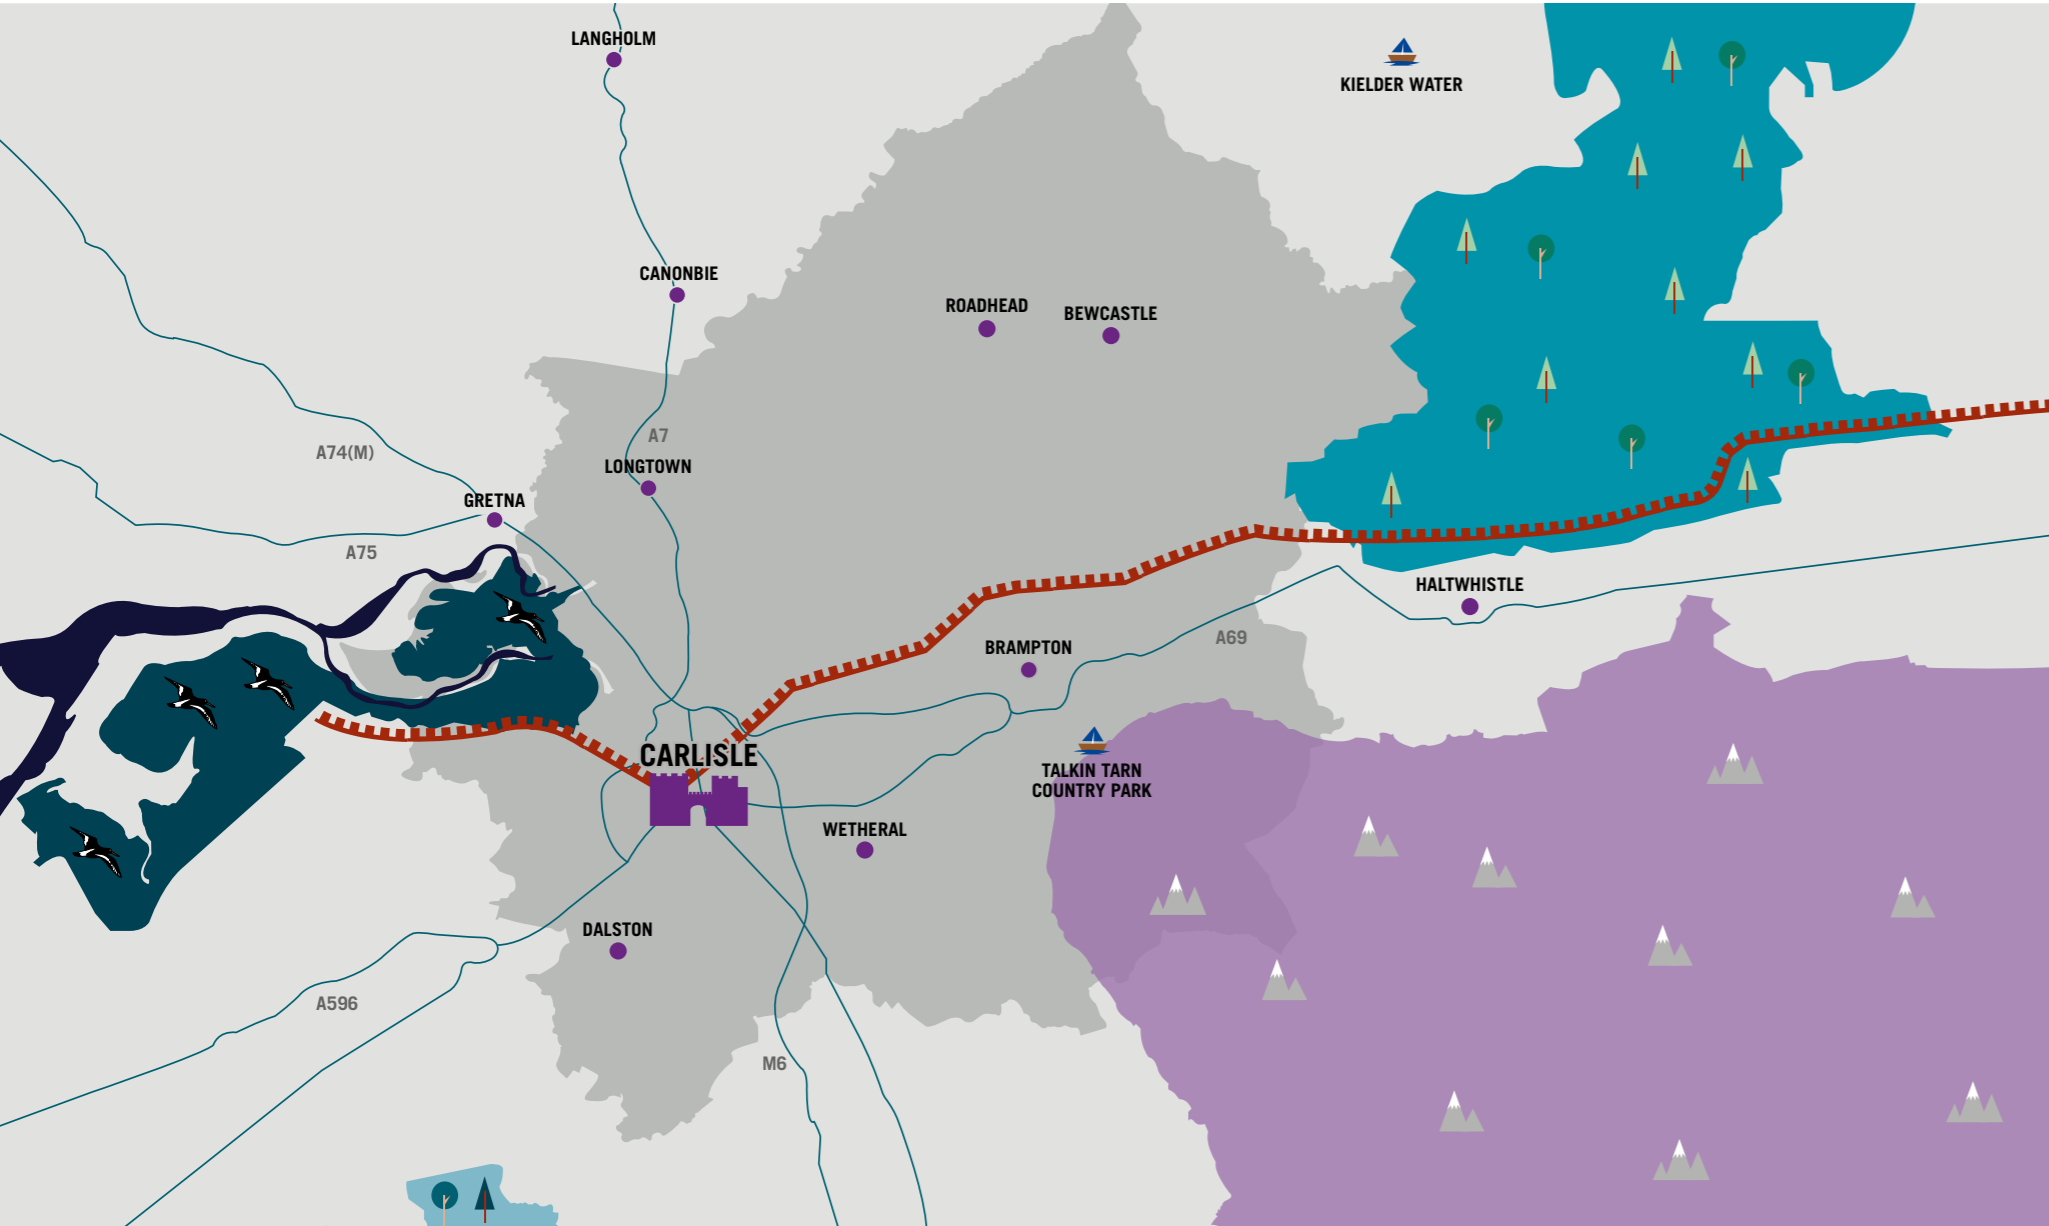 LANGHOLM
KIELDER WATER
CANONBIE
ROADHEAD
BEWCASTLE
A7
A74(M)
LONGTOWN
GRETNA
A75
HALTWHISTLE
A69
BRAMPTON
CARLISLE
TALKIN TARN
COUNTRY PARK
WETHERAL
DALSTON
A596
M6